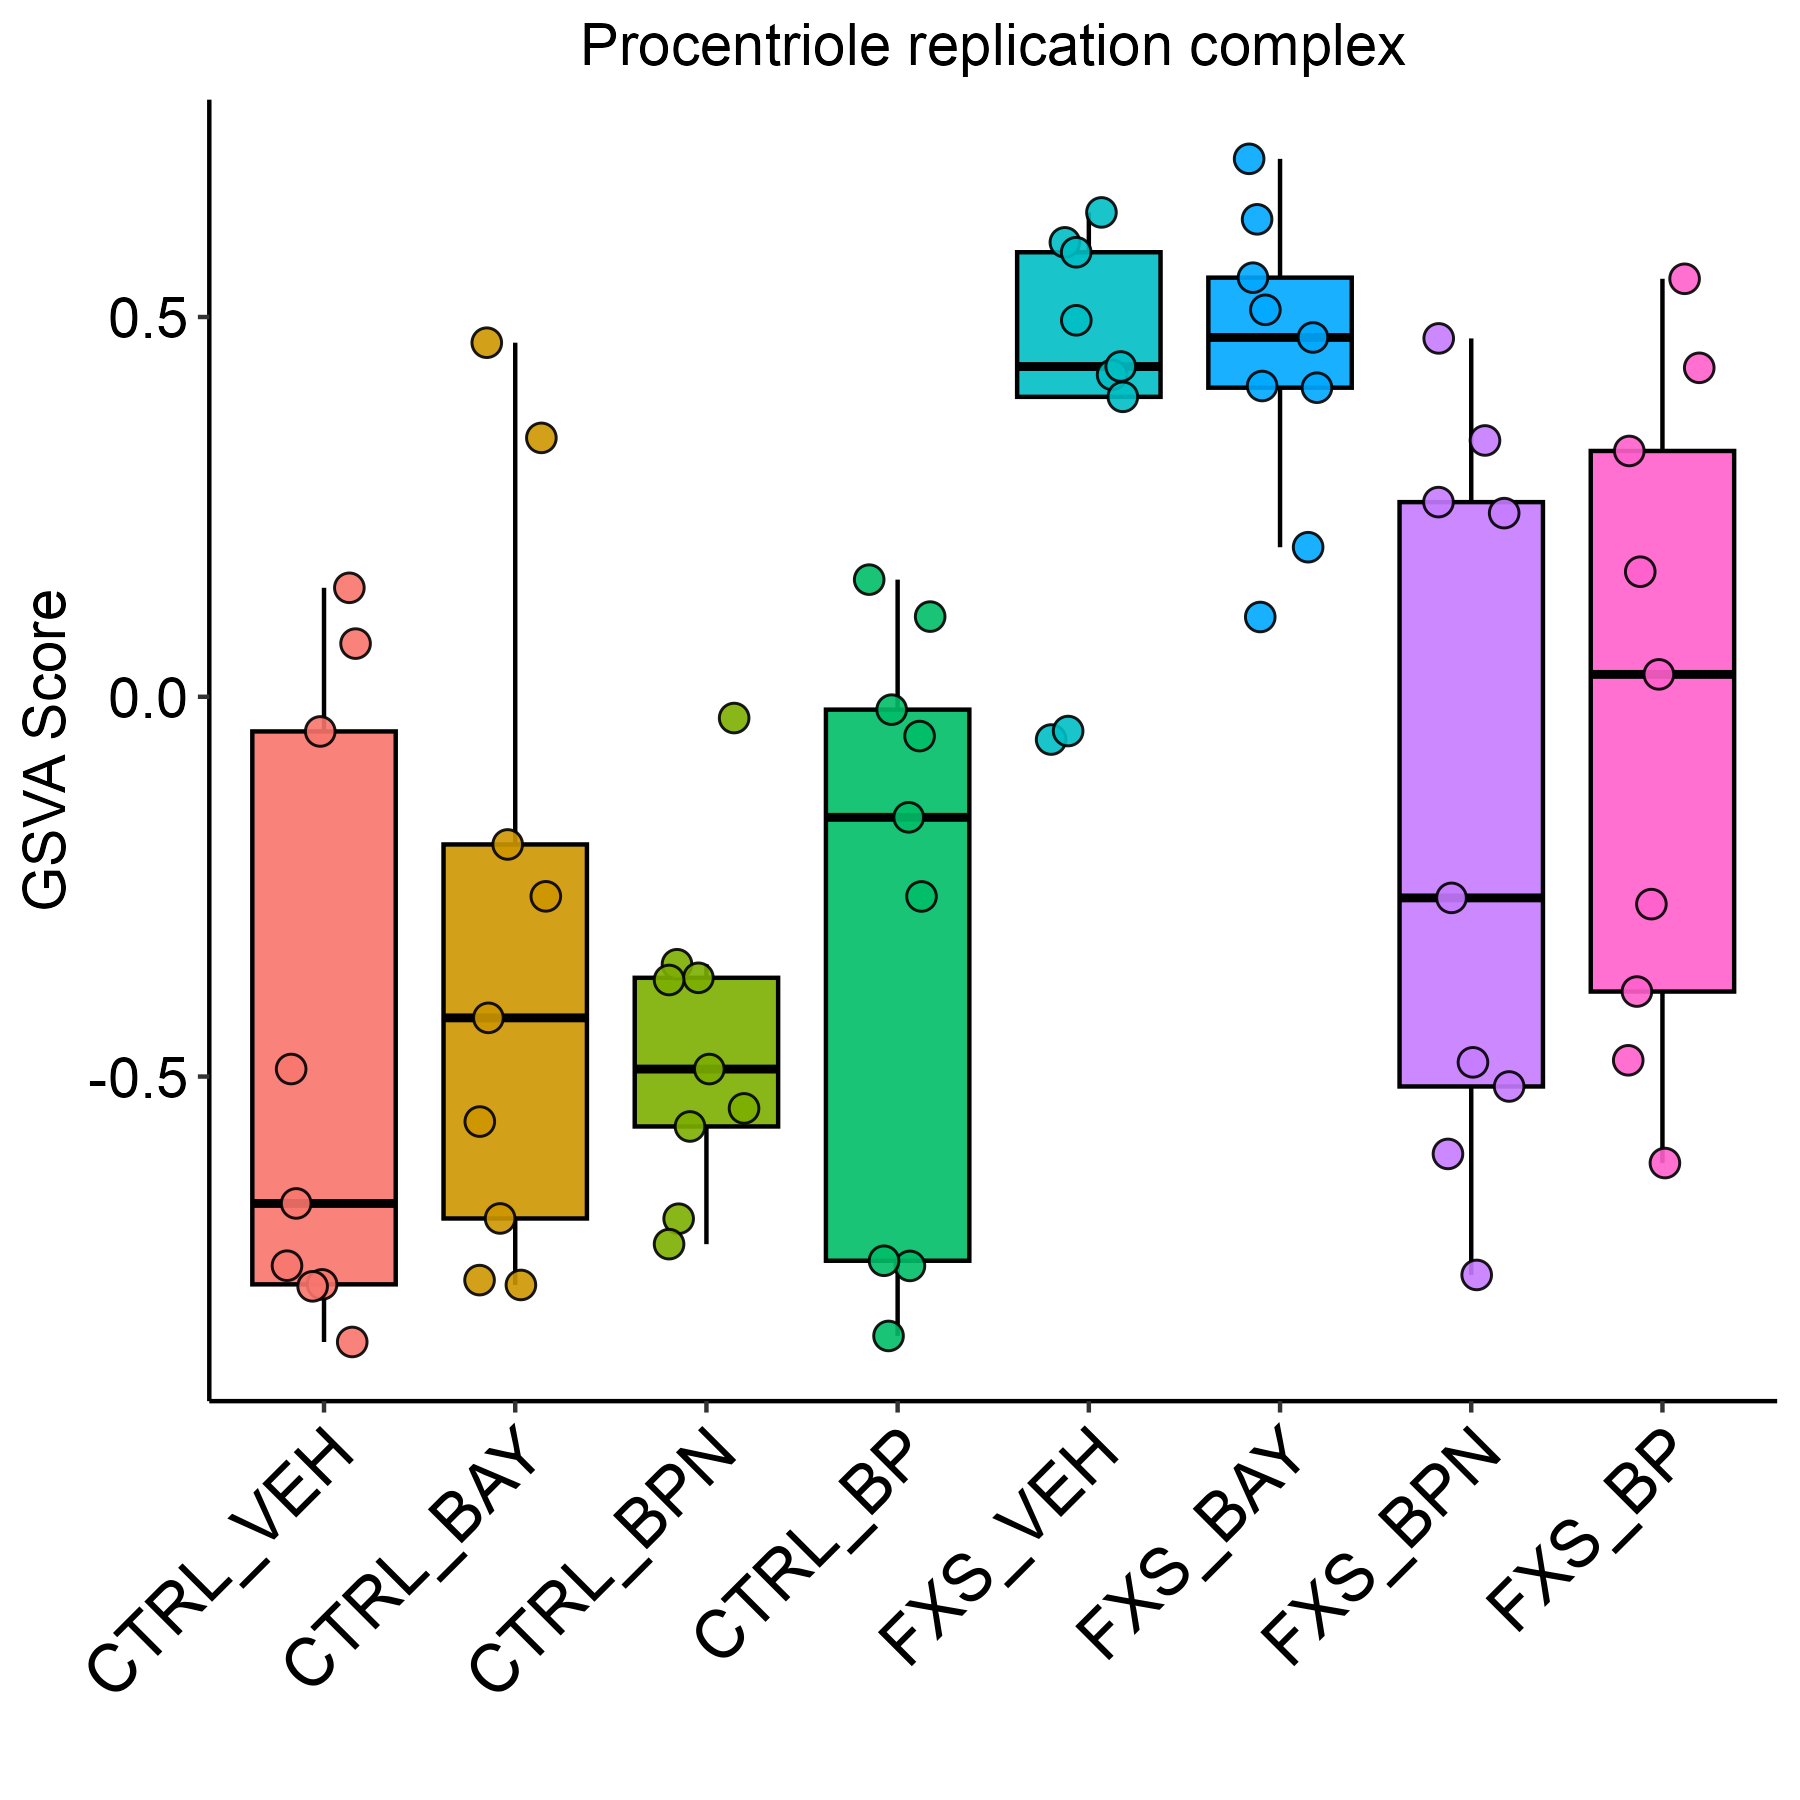 Procentriole replication complex
GSVA Score
0.5
0.0
-0.5
CTRL_VEH
CTRL_BAY
CTRL_BPN
CTRL_BP
FXS_VEH
FXS_BAY
FXS_BPN
FXS_BP